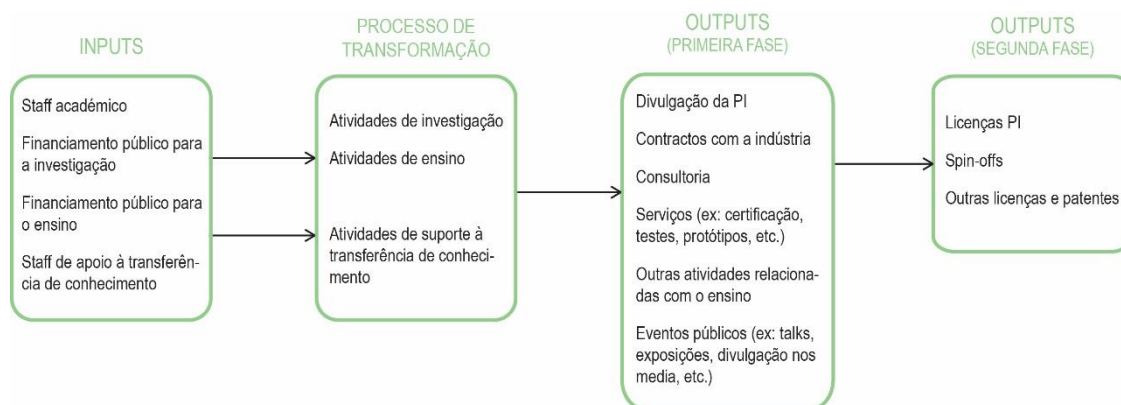 INPUTS
Staff académico
Financiamento público para
a investigação
Financiamento público para
o ensino
Staff de apoio à transferên-
cia de conhecimento
PROCESSO DE
TRANSFORMAÇÃO
Atividades de investigação
Atividades de ensino
Atividades de suporte à
transferência de conheci-
mento
OUTPUTS
(PRIMEIRA FASE)
Divulgação da PI
Contractos com a indústria
Consultoria
Serviços (ex: certificação,
testes, protótipos, etc.)
Outras atividades relaciona-
das com o ensino
Eventos públicos (ex: talks,
exposições, divulgação nos
media, etc.)
OUTPUTS
(SEGUNDA FASE)
Licenças PI
Spin-offs
Outras licenças e patentes